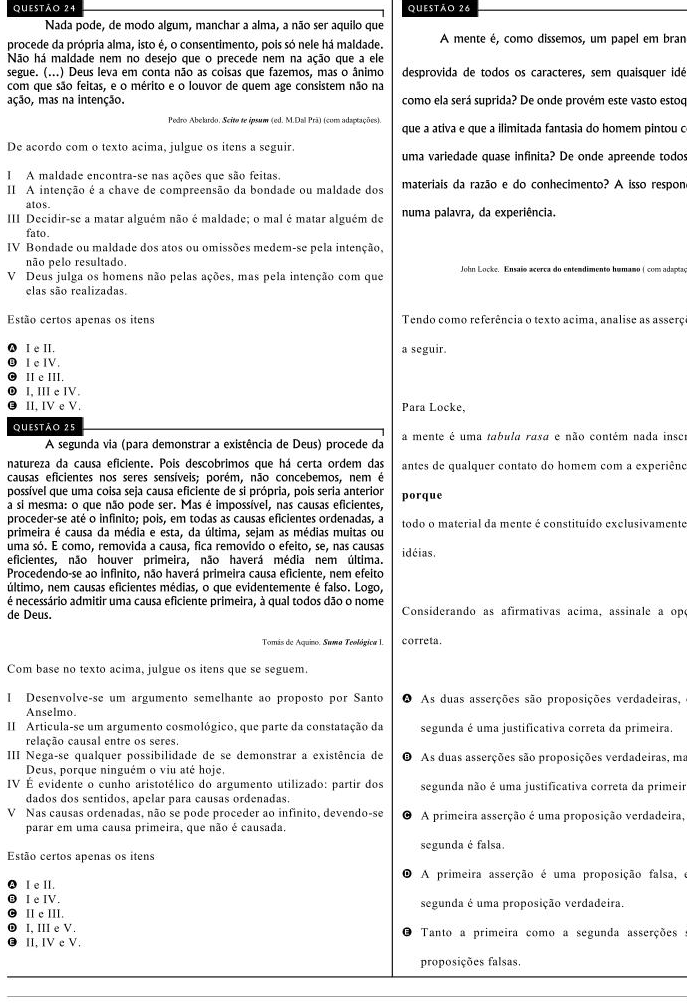 QUESTÃO 24
Nada pode, de modo algum, manchar a alma, a não ser aquilo que
procede da própria alma, isto é, o consentimento, pois só nele há maldade.
Não há maldade nem no desejo que o precede nem na ação que a ele
segue. (...) Deus leva em conta não as coisas que fazemos, mas o ânimo
com que são feitas, e o mérito e o louvor de quem age consistem não na
ação, mas na intenção.
Pedro Abelardo. Scito te ipsum (ed. M.Dal Prá) (com adaptações).
De acordo com o texto acima, julgue os itens a seguir.
I A maldade encontra-se nas ações que são feitas.
II A intenção é a chave de compreensão da bondade ou maldade dos
atos.
III Decidir-se a matar alguém não é maldade; o mal é matar alguém de
fato.
IV Bondade ou maldade dos atos ou omissões medem-se pela intenção,
não pelo resultado.
V Deus julga os homens não pelas ações, mas pela intenção com que
elas são realizadas.
Estão certos apenas os itens
A I e II.
B I e IV.
C II e III.
D I, III e IV.
E II, IV e V.
QUESTÃO 25
A segunda via (para demonstrar a existência de Deus) procede da
natureza da causa eficiente. Pois descobrimos que há certa ordem das
causas eficientes nos seres sensíveis; porém, não concebemos, nem é
possível que uma coisa seja causa eficiente de si própria, pois seria anterior
a si mesma: o que não pode ser. Mas é impossível, nas causas eficientes,
proceder-se até o infinito; pois, em todas as causas eficientes ordenadas, a
primeira é causa da média e esta, da última, sejam as médias muitas ou
uma só. E como, removida a causa, fica removido o efeito, se, nas causas
eficientes, não houver primeira, não haverá média nem última.
Procedendo-se ao infinito, não haverá primeira causa eficiente, nem efeito
último, nem causas eficientes médias, o que evidentemente é falso. Logo,
é necessário admitir uma causa eficiente primeira, à qual todos dão o nome
de Deus.
Tomás de Aquino. Suma Teológica I.
Com base no texto acima, julgue os itens que se seguem.
I Desenvolve-se um argumento semelhante ao proposto por Santo
Anselmo.
II Articula-se um argumento cosmológico, que parte da constatação da
relação causal entre os seres.
III Nega-se qualquer possibilidade de se demonstrar a existência de
Deus, porque ninguém o viu até hoje.
IV É evidente o cunho aristotélico do argumento utilizado: partir dos
dados dos sentidos, apelar para causas ordenadas.
V Nas causas ordenadas, não se pode proceder ao infinito, devendo-se
parar em uma causa primeira, que não é causada.
Estão certos apenas os itens
A I e II.
B I e IV.
C II e III.
D I, III e V.
E II, IV e V.
QUESTÃO 26
A mente é, como dissemos, um papel em bran
desprovida de todos os caracteres, sem quaisquer idé
como ela será suprida? De onde provém este vasto estoq
que a ativa e que a ilimitada fantasia do homem pintou c
uma variedade quase infinita? De onde apreende todos
materiais da razão e do conhecimento? A isso respon
numa palavra, da experiência.
John Locke. Ensaio acerca do entendimento humano ( com adaptaç
Tendo como referência o texto acima, analise as asserç
a seguir.
Para Locke,
a mente é uma tabula rasa e não contém nada inscr
antes de qualquer contato do homem com a experiênc
porque
todo o material da mente é constituído exclusivamente
idéias.
Considerando as afirmativas acima, assinale a opç
correta.
A As duas asserções são proposições verdadeiras,
segunda é uma justificativa correta da primeira.
B As duas asserções são proposições verdadeiras, ma
segunda não é uma justificativa correta da primeir
C A primeira asserção é uma proposição verdadeira,
segunda é falsa.
D A primeira asserção é uma proposição falsa, e
segunda é uma proposição verdadeira.
E Tanto a primeira como a segunda asserções s
proposições falsas.